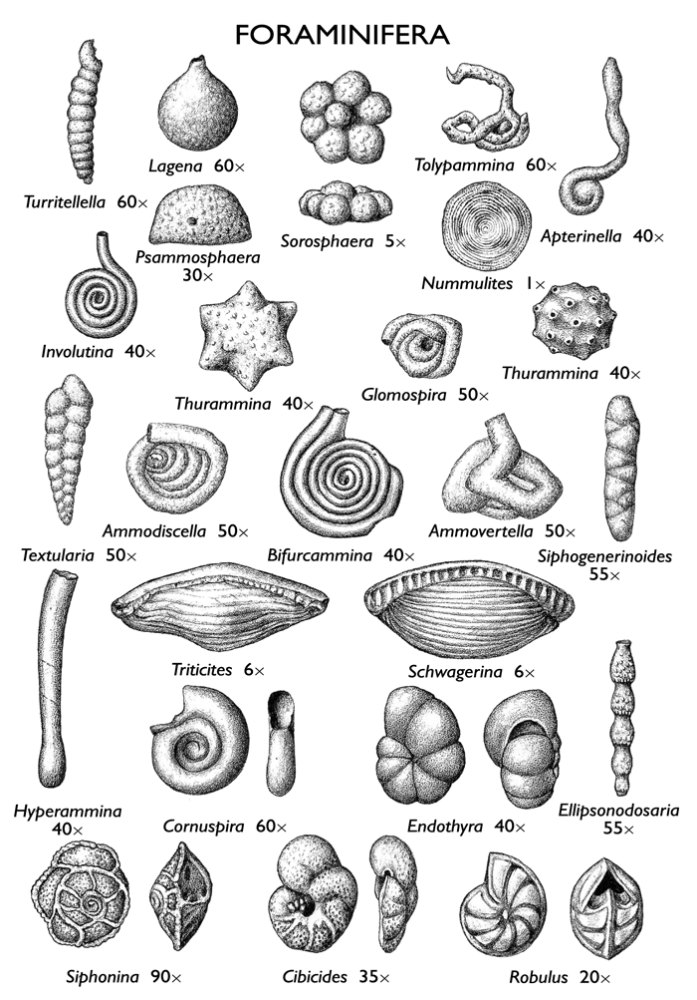 FORAMINIFERA
Lagena 60×
Tolypammina 60×
Turritellella 60×
Sorosphaera 5×
Apterinella 40×
Psammosphaera
30×
Nummulites 1×
Involutina 40×
Thurammina 40×
Glomospira 50×
Thurammina 40×
Ammodiscella 50×
Ammovertella 50×
Textularia 50×
Bifurcammina 40×
Siphogenerinoides
55×
Triticites 6×
Schwagerina 6×
Hyperammina
40×
Cornuspira 60×
Endothyra 40×
Ellipsonodosaria
55×
Siphonina 90×
Cibicides 35×
Robulus 20×